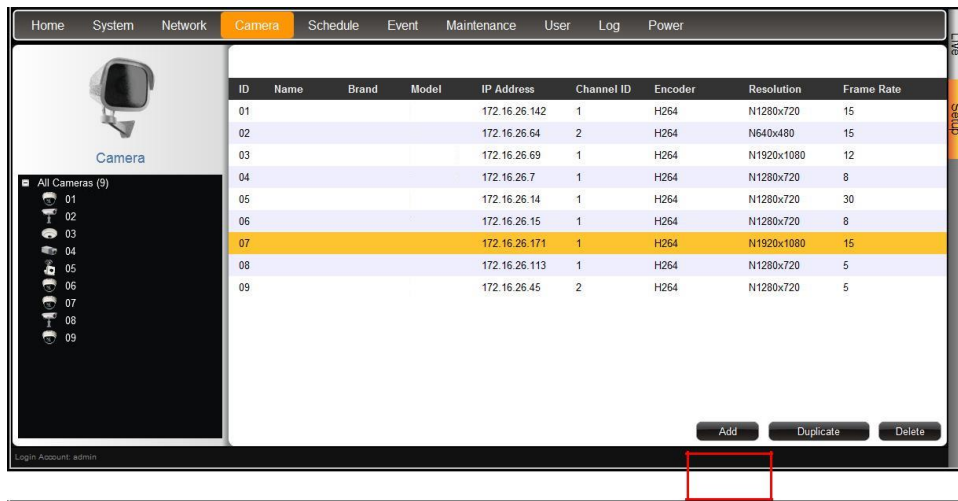 Home System Network Camera Schedule Event Maintenance User Log Power
Live
Setup
Camera
All Cameras (9)
01
02
03
04
05
06
07
08
09
ID Name Brand Model IP Address Channel ID Encoder Resolution Frame Rate
01 172.16.26.142 1 H264 N1280x720 15
02 172.16.26.64 2 H264 N640x480 15
03 172.16.26.69 1 H264 N1920x1080 12
04 172.16.26.7 1 H264 N1280x720 8
05 172.16.26.14 1 H264 N1280x720 30
06 172.16.26.15 1 H264 N1280x720 8
07 172.16.26.171 1 H264 N1920x1080 15
08 172.16.26.113 1 H264 N1280x720 5
09 172.16.26.45 2 H264 N1280x720 5
Add Duplicate Delete
Login Account: admin